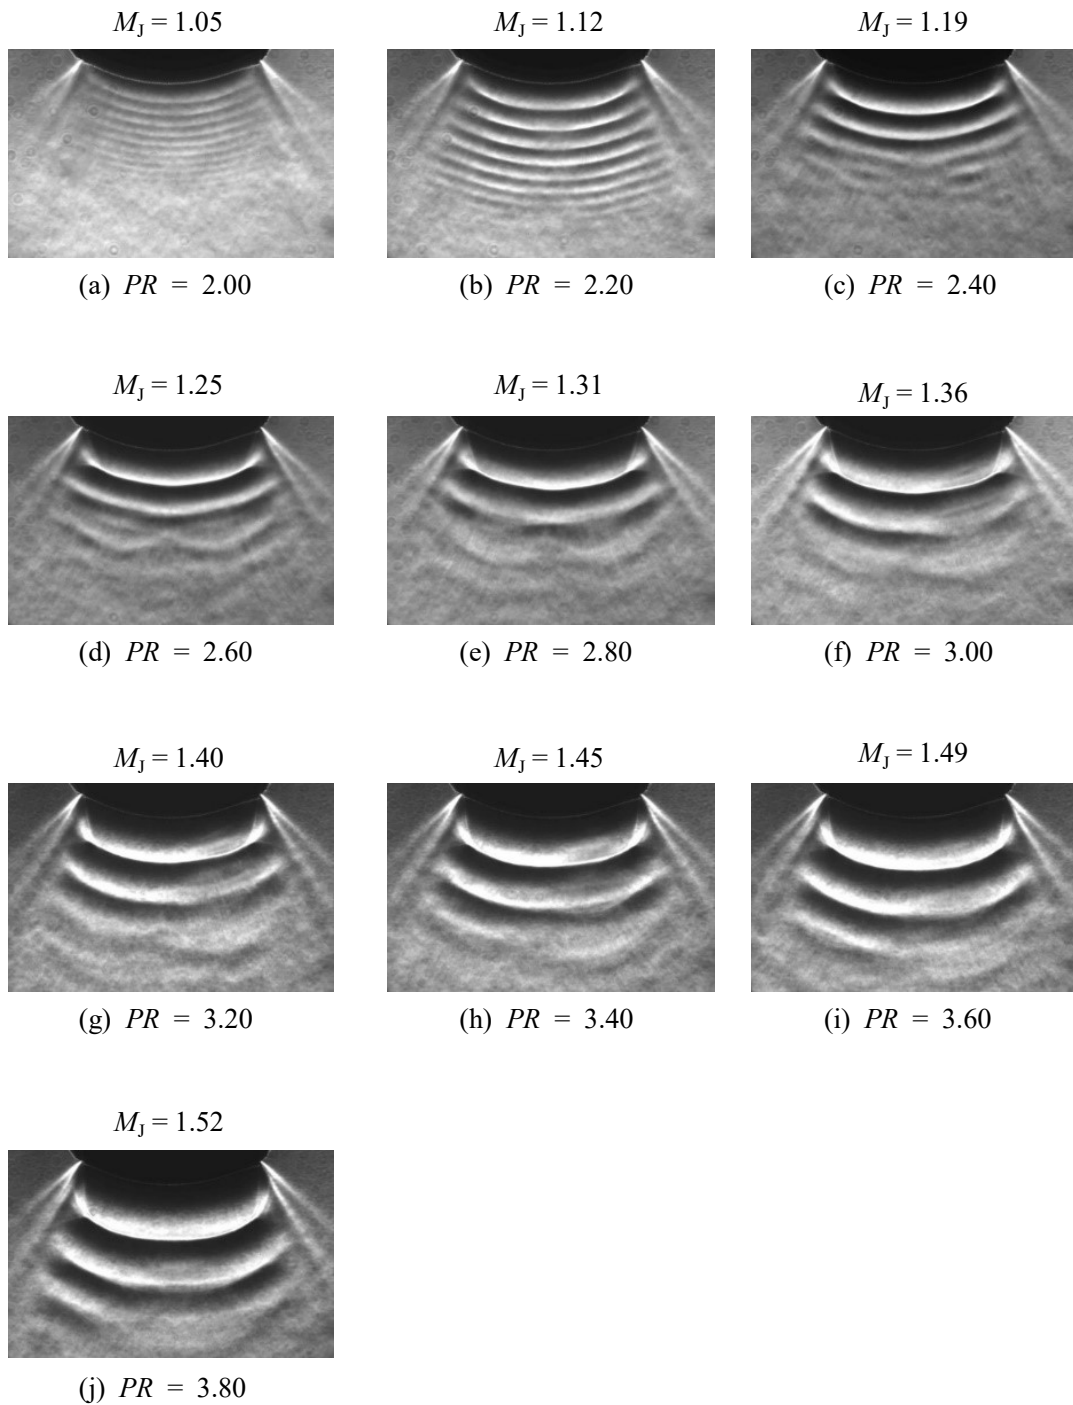 M_J = 1.05 M_J = 1.12 M_J = 1.19
(a) PR = 2.00 (b) PR = 2.20 (c) PR = 2.40
M_J = 1.25 M_J = 1.31 M_J = 1.36
(d) PR = 2.60 (e) PR = 2.80 (f) PR = 3.00
M_J = 1.40 M_J = 1.45 M_J = 1.49
(g) PR = 3.20 (h) PR = 3.40 (i) PR = 3.60
M_J = 1.52
(j) PR = 3.80